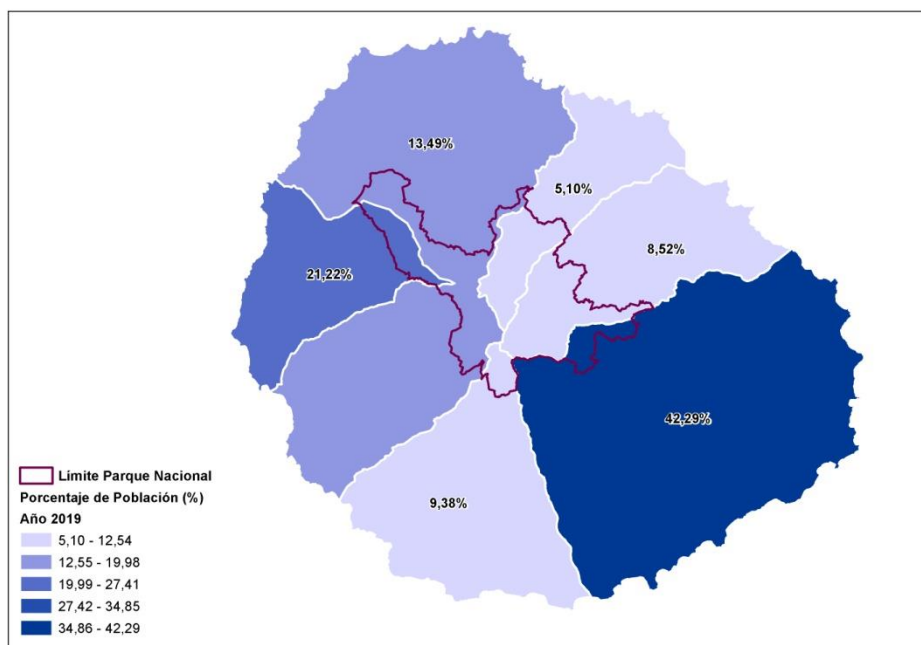 13,49%
5,10%
8,52%
21,22%
42,29%
9,38%
Limite Parque Nacional
Porcentaje de Población (%)
Año 2019
5,10 - 12,54
12,55 - 19,98
19,99 - 27,41
27,42 - 34,85
34,86 - 42,29